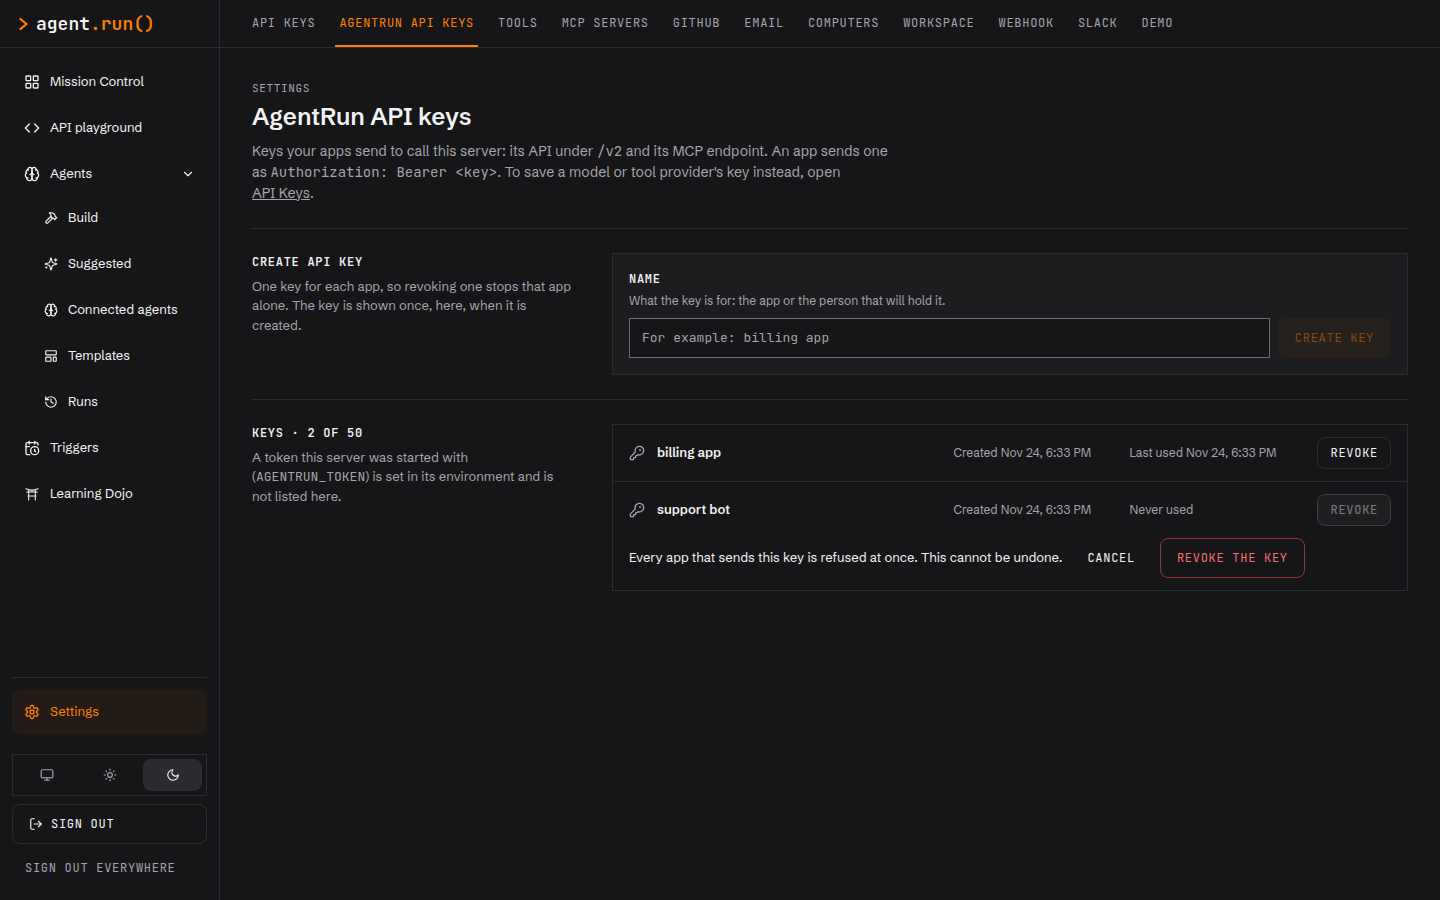 agent.run()
API KEYS
AGENTRUN API KEYS
TOOLS
MCP SERVERS
GITHUB
EMAIL
COMPUTERS
WORKSPACE
WEBHOOK
SLACK
DEMO
Mission Control
API playground
Agents
Build
Suggested
Connected agents
Templates
Runs
Triggers
Learning Dojo
Settings
SIGN OUT
SIGN OUT EVERYWHERE
SETTINGS
AgentRun API keys
Keys your apps send to call this server: its API under /v2 and its MCP endpoint. An app sends one
as Authorization: Bearer <key>. To save a model or tool provider's key instead, open
API Keys.
CREATE API KEY
One key for each app, so revoking one stops that app
alone. The key is shown once, here, when it is
created.
NAME
What the key is for: the app or the person that will hold it.
For example: billing app
CREATE KEY
KEYS · 2 OF 50
A token this server was started with
(AGENTRUN_TOKEN) is set in its environment and is
not listed here.
billing app
Created Nov 24, 6:33 PM
Last used Nov 24, 6:33 PM
REVOKE
support bot
Created Nov 24, 6:33 PM
Never used
REVOKE
Every app that sends this key is refused at once. This cannot be undone.
CANCEL
REVOKE THE KEY